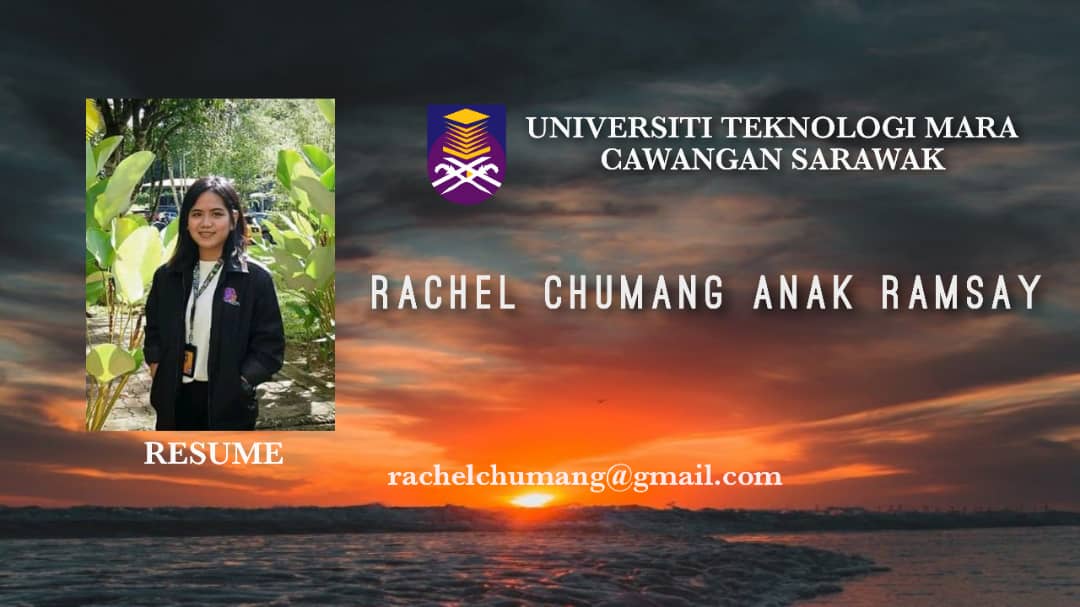 UNIVERSITI TEKNOLOGI MARA
CAWANGAN SARAWAK
RACHEL CHUMANG ANAK RAMSAY
RESUME
rachelchumang@gmail.com